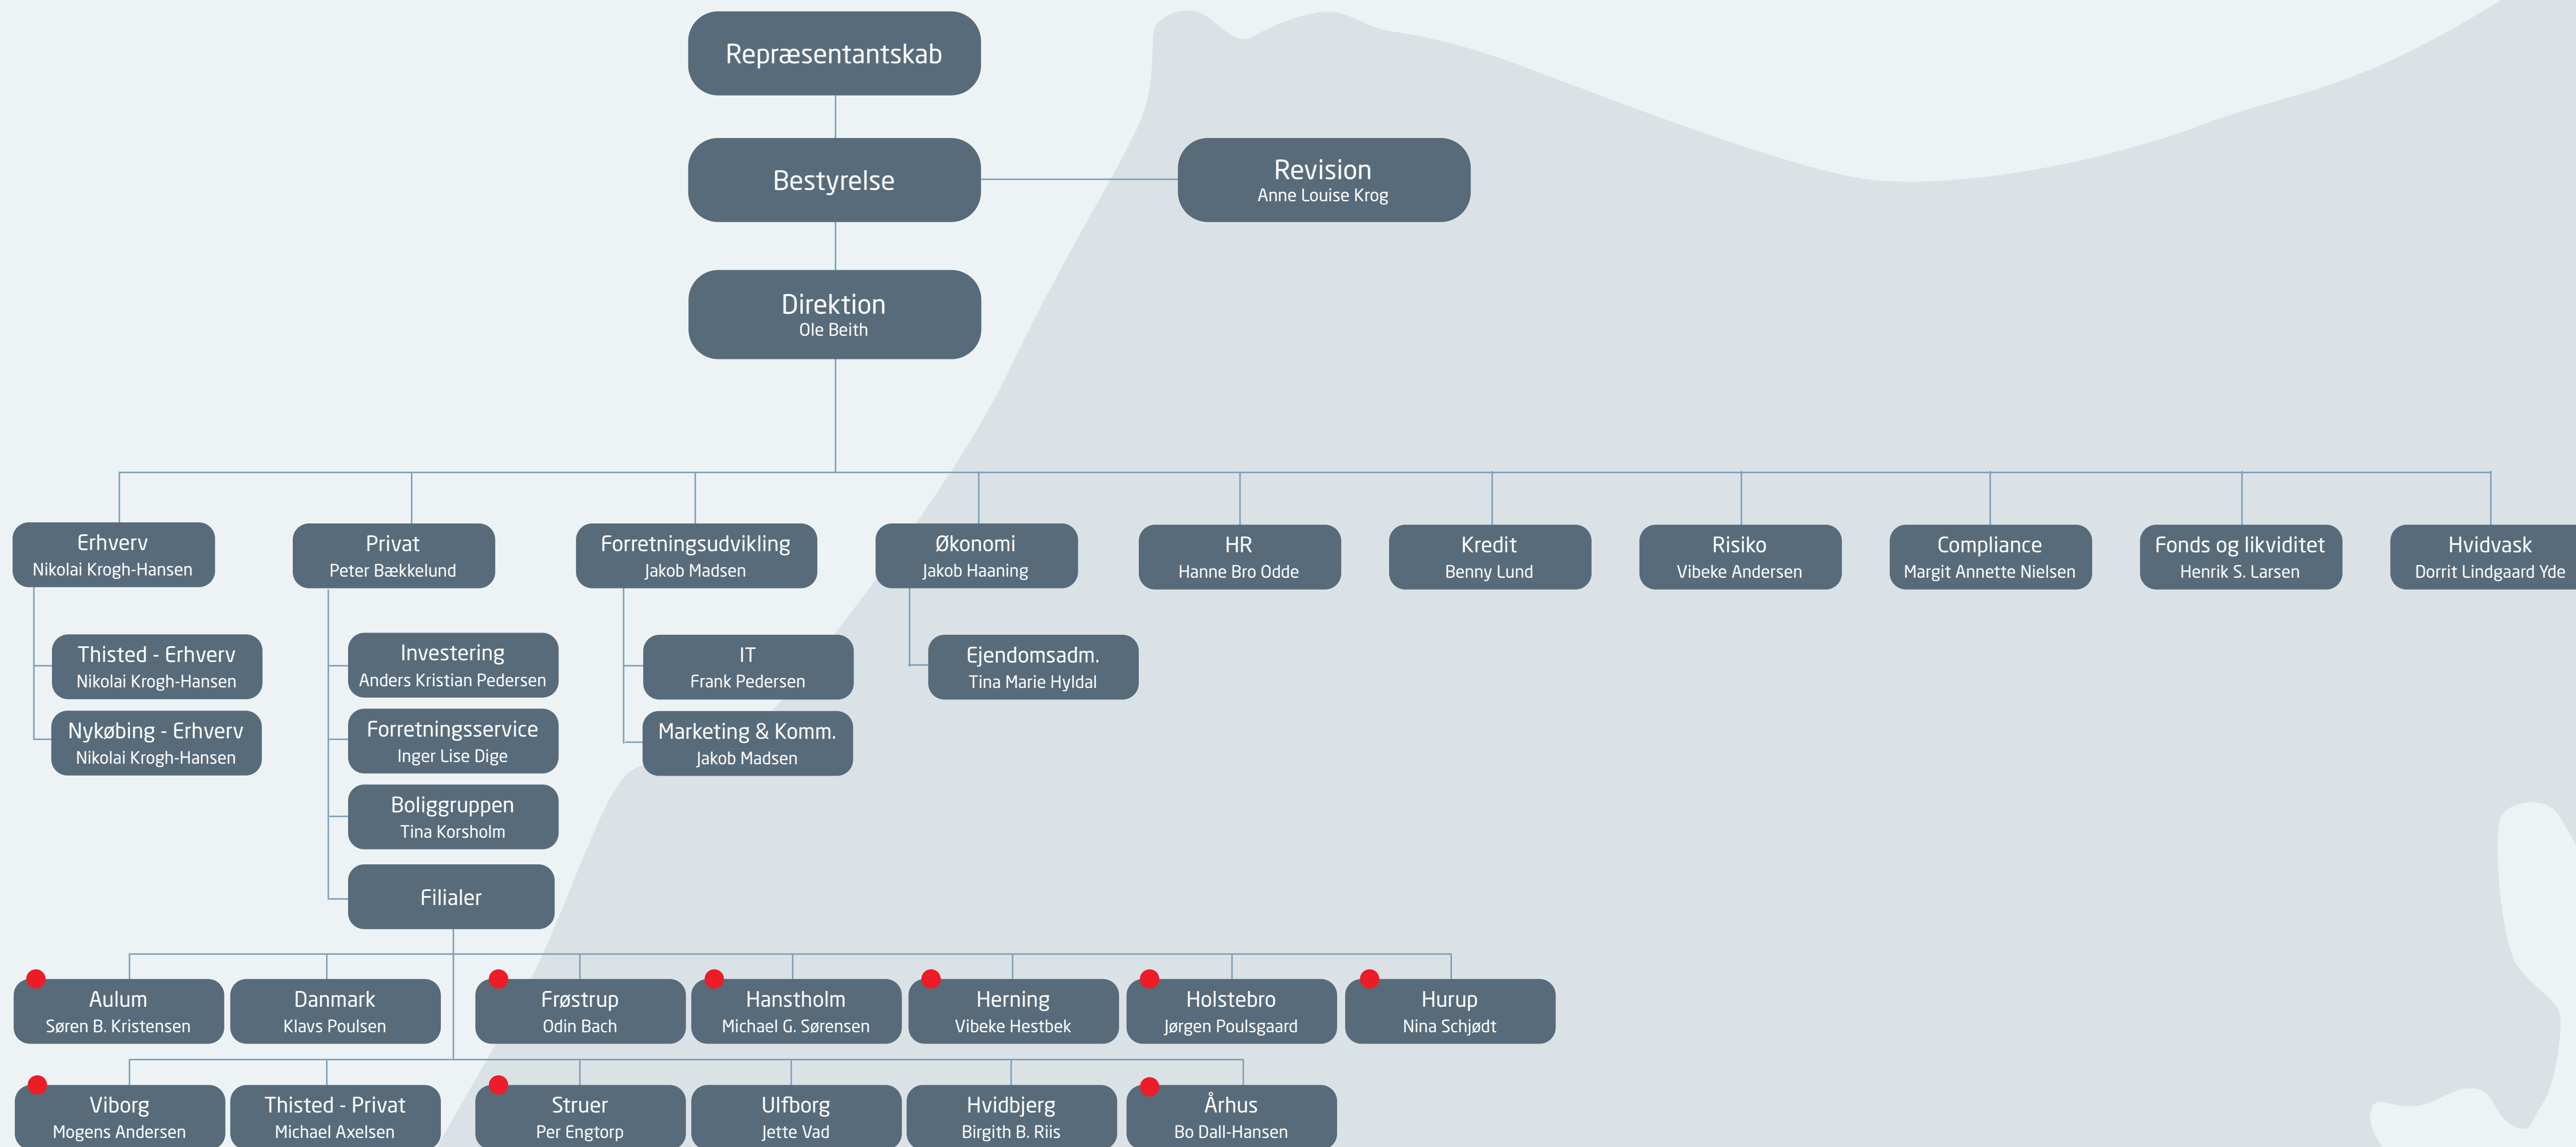 Repræsentantskab
Bestyrelse
Revision
Anne Louise Krog
Direktion
Ole Beith
Erhverv
Nikolai Krogh-Hansen
Privat
Peter Bækkelund
Forretningsudvikling
Jakob Madsen
Økonomi
Jakob Haaning
HR
Hanne Bro Odde
Kredit
Benny Lund
Risiko
Vibeke Andersen
Compliance
Margit Annette Nielsen
Fonds og likviditet
Henrik S. Larsen
Hvidvask
Dorrit Lindgaard Yde
Thisted - Erhverv
Nikolai Krogh-Hansen
Nykøbing - Erhverv
Nikolai Krogh-Hansen
Investering
Anders Kristian Pedersen
Forretningsservice
Inger Lise Dige
Boliggruppen
Tina Korsholm
Filialer
IT
Frank Pedersen
Marketing & Komm.
Jakob Madsen
Ejendomsadm.
Tina Marie Hyldal
Aulum
Søren B. Kristensen
Danmark
Klavs Poulsen
Frøstrup
Odin Bach
Hanstholm
Michael G. Sørensen
Herning
Vibeke Hestbek
Holstebro
Jørgen Poulsgaard
Hurup
Nina Schjødt
Viborg
Mogens Andersen
Thisted - Privat
Michael Axelsen
Struer
Per Engtorp
Ulfborg
Jette Vad
Hvidbjerg
Birgith B. Riis
Århus
Bo Dall-Hansen